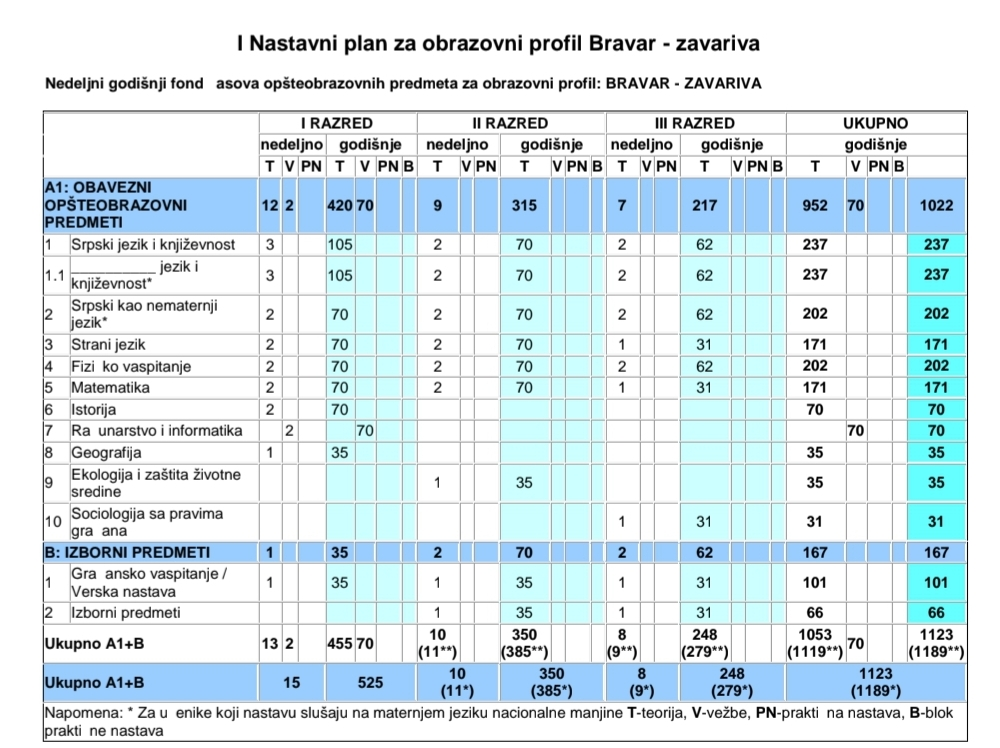 I Nastavni plan za obrazovni profil Bravar - zavariva
Nedeljni godišnji fond asova opšteobrazovnih predmeta za obrazovni profil: BRAVAR - ZAVARIVA
I RAZRED II RAZRED III RAZRED UKUPNO
nedeljno godišnje nedeljno godišnje nedeljno godišnje godišnje
T V PN T V PN B T V PN T V PN B T V PN T V PN B T V PN B
A1: OBAVEZNI
OPŠTEOBRAZOVNI 12 2 420 70 9 315 7 217 952 70 1022
PREDMETI
1 Srpski jezik i književnost 3 105 2 70 2 62 237 237
1.1 __________ jezik i
književnost* 3 105 2 70 2 62 237 237
2 Srpski kao nematernji
jezik* 2 70 2 70 2 62 202 202
3 Strani jezik 2 70 2 70 1 31 171 171
4 Fizi ko vaspitanje 2 70 2 70 2 62 202 202
5 Matematika 2 70 2 70 1 31 171 171
6 Istorija 2 70 70 70
7 Ra unarstvo i informatika 2 70 70 70
8 Geografija 1 35 35 35
9 Ekologija i zaštita životne
sredine 1 35 35 35
10 Sociologija sa pravima
gra ana 1 31 31 31
B: IZBORNI PREDMETI 1 35 2 70 2 62 167 167
1 Gra ansko vaspitanje /
Verska nastava 1 35 1 35 1 31 101 101
2 Izborni predmeti 1 35 1 31 66 66
Ukupno A1+B 13 2 455 70 10 350 8 248 1053 70 1123
(11**) (385**) (9**) (279**) (1119**) (1189**)
Ukupno A1+B 15 525 10 350 8 248 1123
(11*) (385*) (9*) (279*) (1189*)
Napomena: * Za u enike koji nastavu slušaju na maternjem jeziku nacionalne manjine T-teorija, V-vežbe, PN-prakti na nastava, B-blok
prakti ne nastava